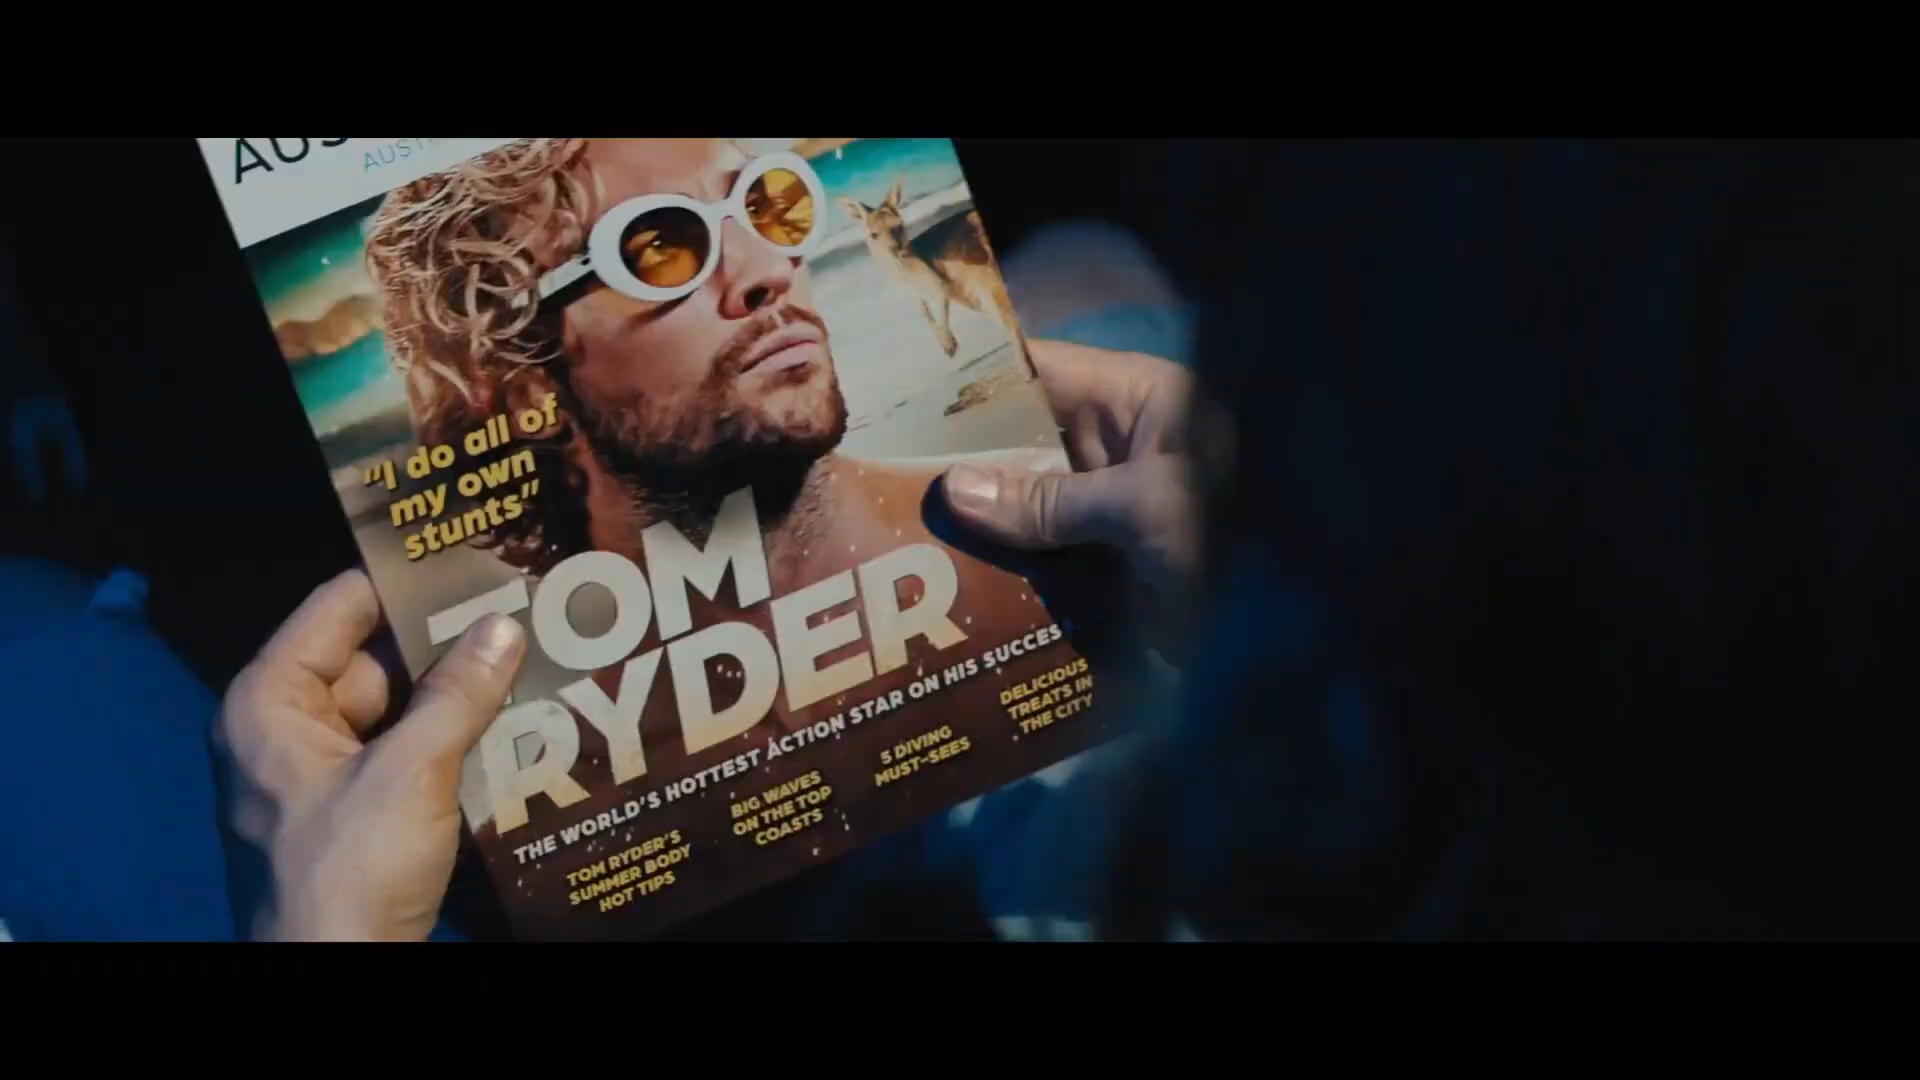 "I do all of
my own
stunts"
TOM
RYDER
THE WORLD'S HOTTEST ACTION STAR ON HIS SUCCES
TOM RYDER'S
SUMMER BODY
HOT TIPS
BIG WAVES
ON THE TOP
COASTS
5 DIVING
MUST-SEES
DELICIOUS
TREATS IN
THE CITY